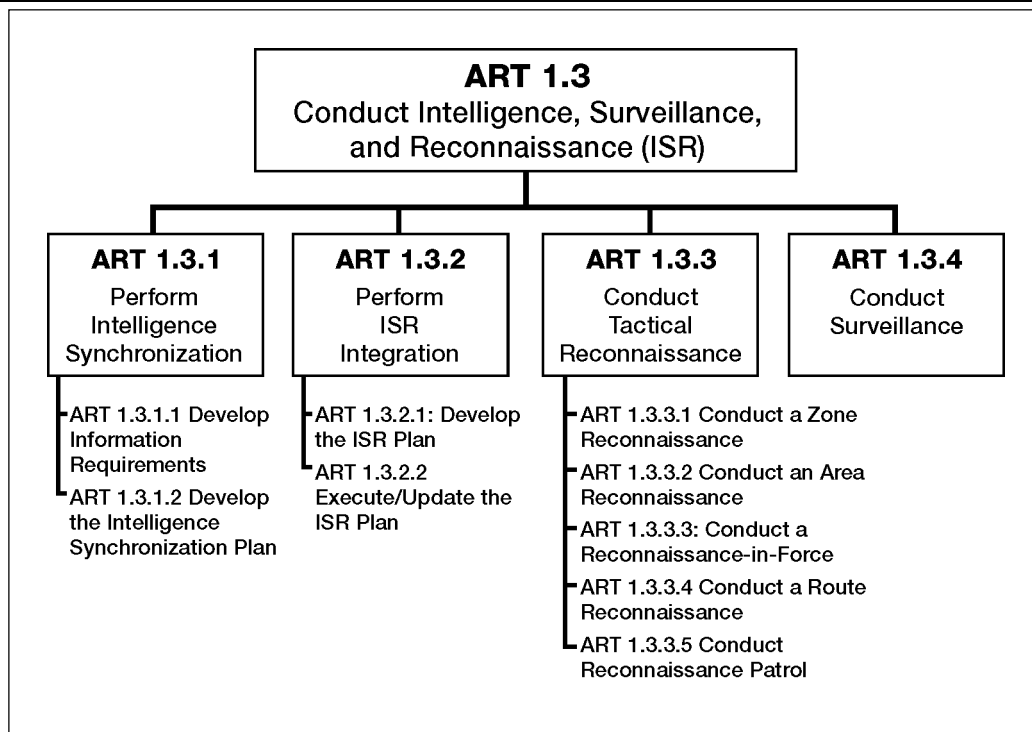 ART 1.3
Conduct Intelligence, Surveillance,
and Reconnaissance (ISR)
ART 1.3.1
Perform
Intelligence
Synchronization
ART 1.3.1.1 Develop
Information
Requirements
ART 1.3.1.2 Develop
the Intelligence
Synchronization Plan
ART 1.3.2
Perform
ISR
Integration
ART 1.3.2.1: Develop
the ISR Plan
ART 1.3.2.2
Execute/Update the
ISR Plan
ART 1.3.3
Conduct
Tactical
Reconnaissance
ART 1.3.3.1 Conduct a Zone
Reconnaissance
ART 1.3.3.2 Conduct an Area
Reconnaissance
ART 1.3.3.3: Conduct a
Reconnaissance-in-Force
ART 1.3.3.4 Conduct a Route
Reconnaissance
ART 1.3.3.5 Conduct
Reconnaissance Patrol
ART 1.3.4
Conduct
Surveillance